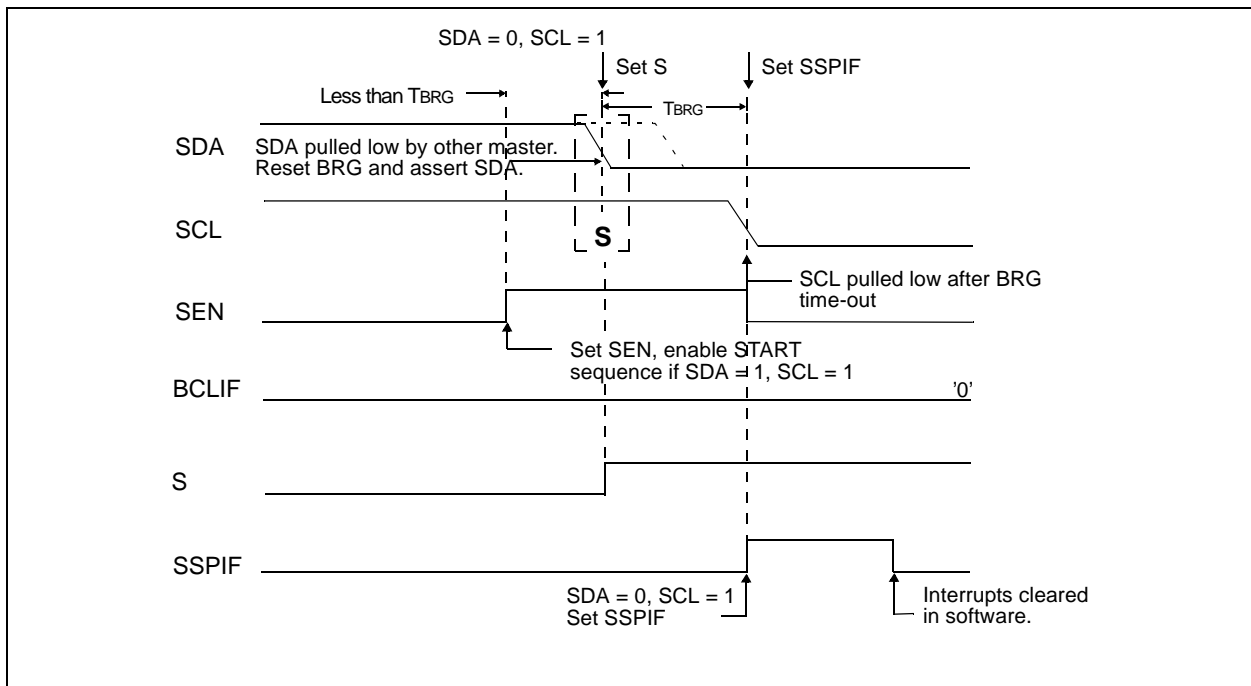 SDA = 0, SCL = 1
Set S
Set SSPIF
Less than TBRG
TBRG
SDA
SDA pulled low by other master.
Reset BRG and assert SDA.
SCL
S
SCL pulled low after BRG
time-out
SEN
Set SEN, enable START
sequence if SDA = 1, SCL = 1
BCLIF
'0'
S
SSPIF
SDA = 0, SCL = 1
Set SSPIF
Interrupts cleared
in software.